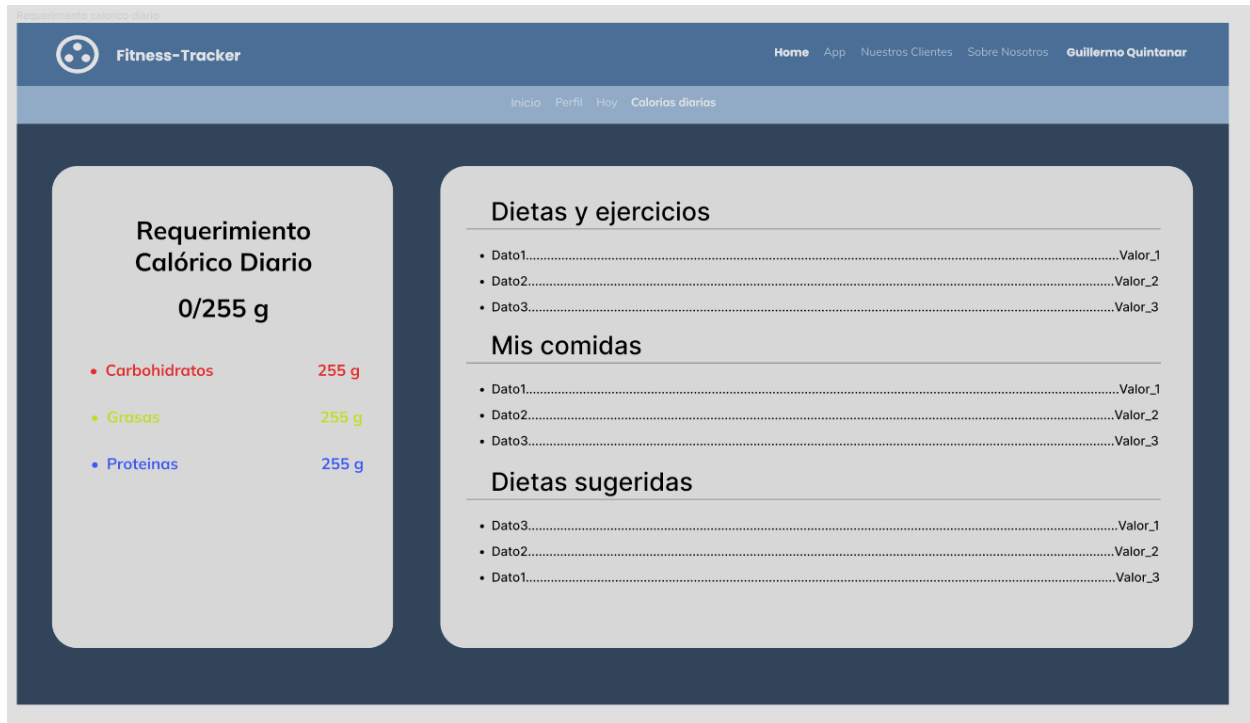 Requerimiento calorico diario
Fitness-Tracker
Home App Nuestros Clientes Sobre Nosotros Guillermo Quintanar
Inicio Perfil Hoy Calorias diarias
Requerimiento
Calórico Diario
0/255 g
• Carbohidratos 255 g
• Grasas 255 g
• Proteinas 255 g
Dietas y ejercicios
• Dato1........................................Valor_1
• Dato2........................................Valor_2
• Dato3........................................Valor_3
Mis comidas
• Dato1........................................Valor_1
• Dato2........................................Valor_2
• Dato3........................................Valor_3
Dietas sugeridas
• Dato3........................................Valor_1
• Dato2........................................Valor_2
• Dato1........................................Valor_3